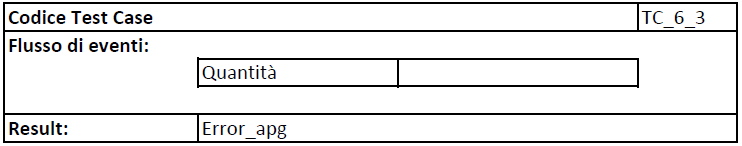 Codice Test Case TC_6_3
Flusso di eventi:
Quantità
Result: Error_apg